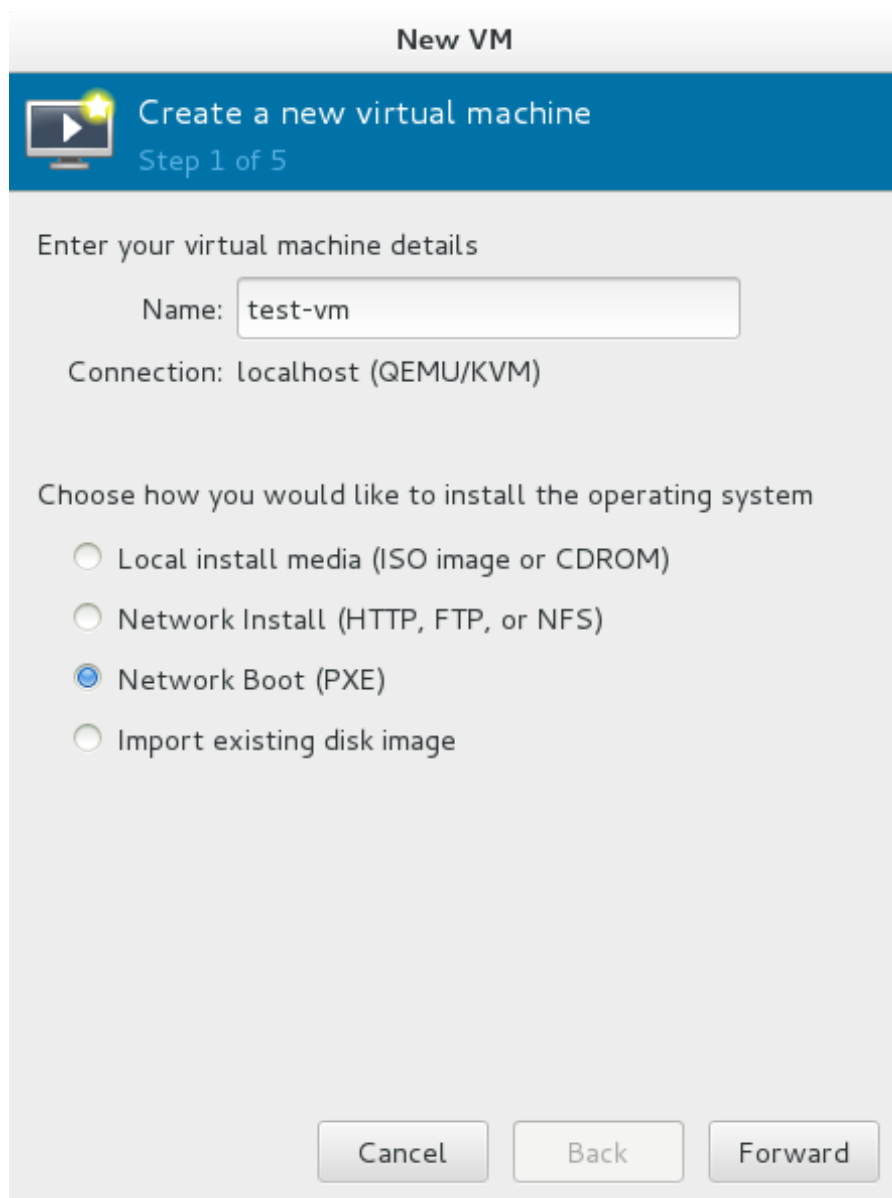 New VM
Create a new virtual machine
Step 1 of 5
Enter your virtual machine details
Name: test-vm
Connection: localhost (QEMU/KVM)
Choose how you would like to install the operating system
Local install media (ISO image or CDROM)
Network Install (HTTP, FTP, or NFS)
Network Boot (PXE)
Import existing disk image
Cancel Back Forward